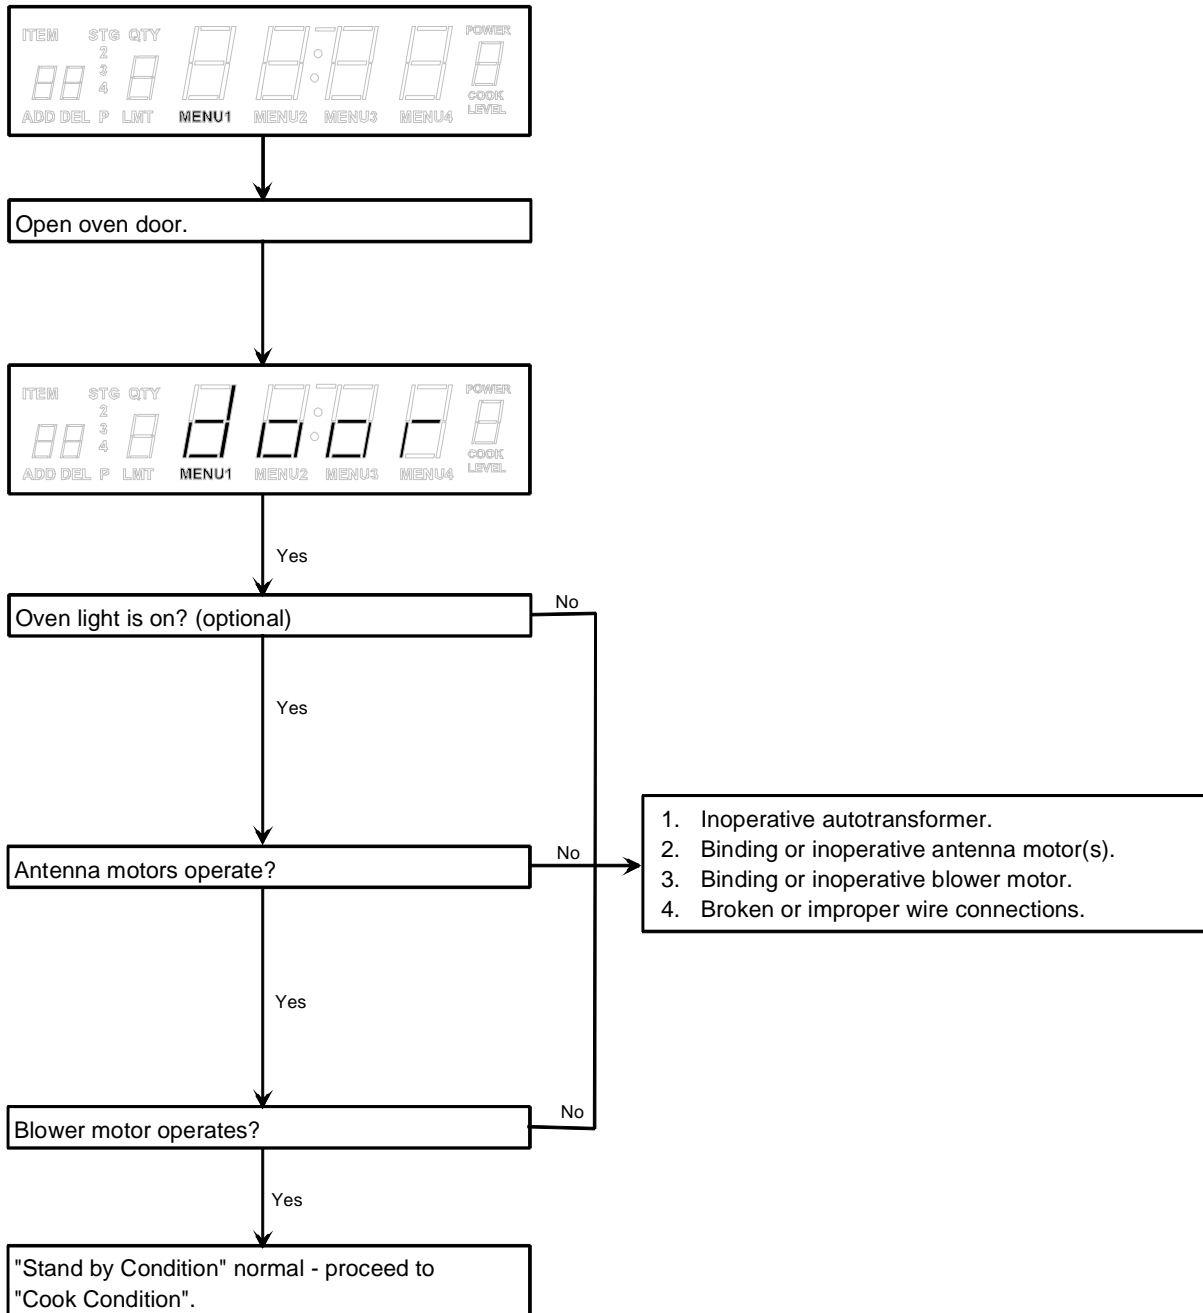 ITEM STG QTY POWER
2
3
4
COOK
ADD DEL P LMT MENU1 MENU2 MENU3 MENU4 LEVEL
Open oven door.
ITEM STG QTY POWER
2
3
4
door
COOK
ADD DEL P LMT MENU1 MENU2 MENU3 MENU4 LEVEL
Yes
Oven light is on? (optional) No
Yes
Antenna motors operate? No
1. Inoperative autotransformer.
2. Binding or inoperative antenna motor(s).
3. Binding or inoperative blower motor.
4. Broken or improper wire connections.
Yes
Blower motor operates? No
Yes
"Stand by Condition" normal - proceed to
"Cook Condition".